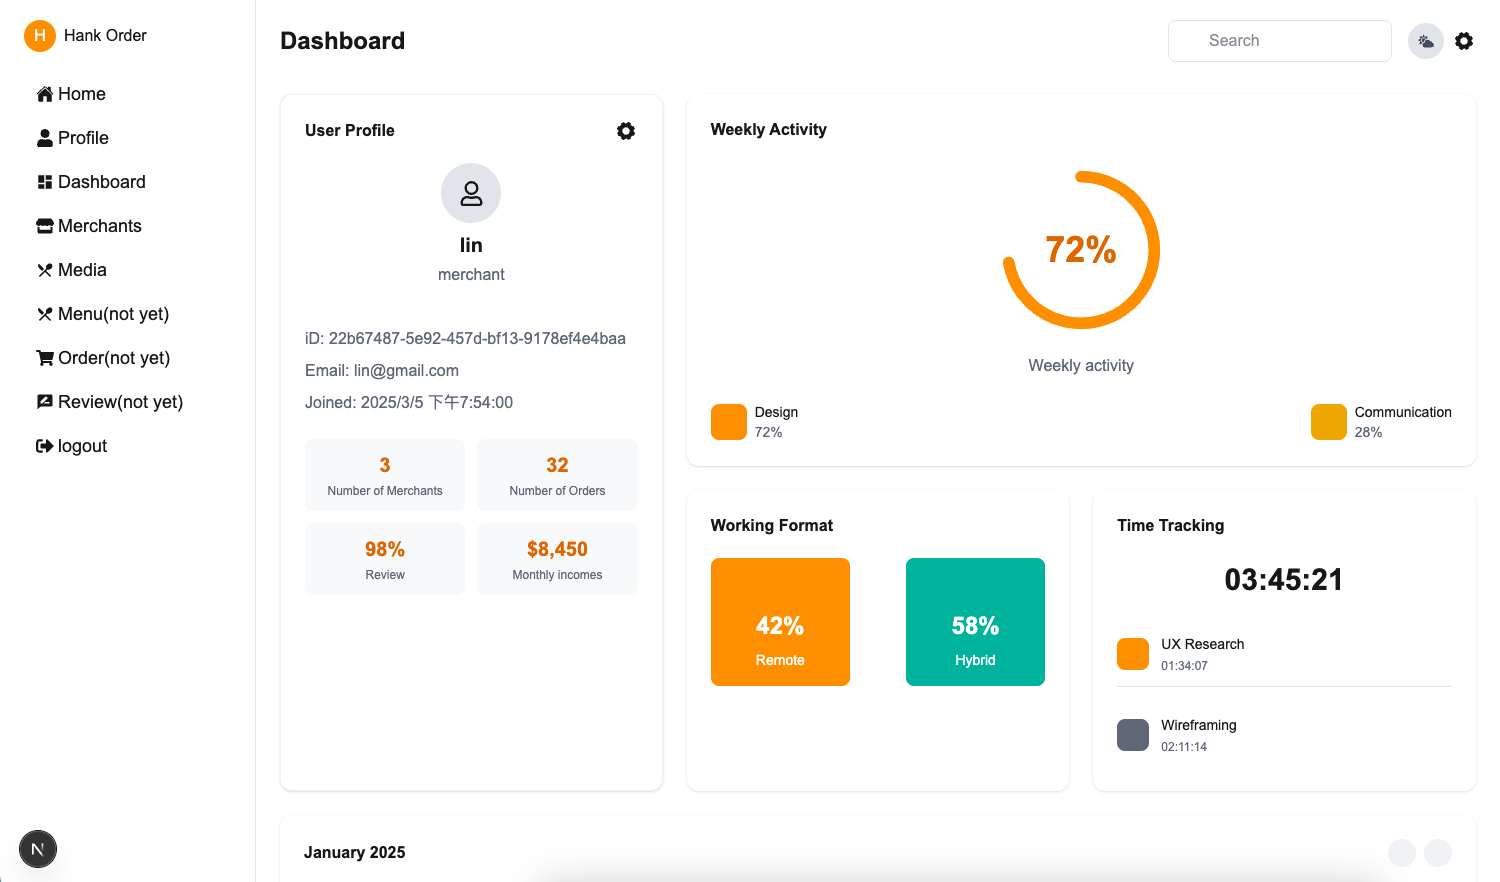 H Hank Order
Home
Profile
Dashboard
Merchants
Media
Menu(not yet)
Order(not yet)
Review(not yet)
logout
N
Dashboard
Search
User Profile
lin
merchant
iD: 22b67487-5e92-457d-bf13-9178ef4e4baa
Email: lin@gmail.com
Joined: 2025/3/5 下午7:54:00
3
Number of Merchants
32
Number of Orders
98%
Review
$8,450
Monthly incomes
Weekly Activity
72%
Weekly activity
Design
72%
Communication
28%
Working Format
42%
Remote
58%
Hybrid
Time Tracking
03:45:21
UX Research
01:34:07
Wireframing
02:11:14
January 2025